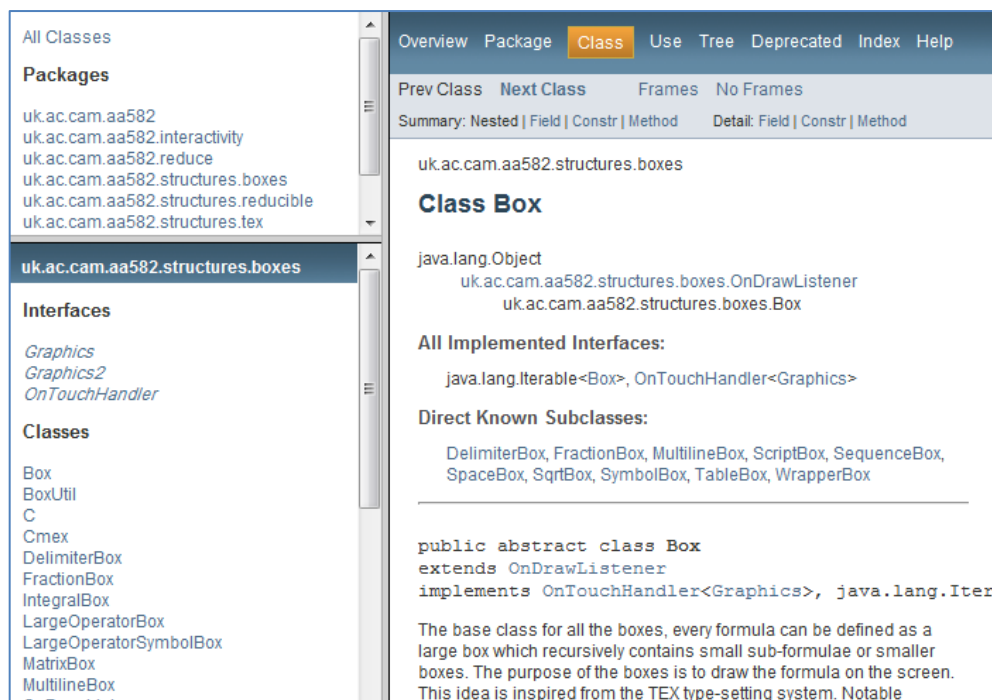 All Classes
Packages
uk.ac.cam.aa582
uk.ac.cam.aa582.interactivity
uk.ac.cam.aa582.reduce
uk.ac.cam.aa582.structures.boxes
uk.ac.cam.aa582.structures.reducible
uk.ac.cam.aa582.structures.tex
uk.ac.cam.aa582.structures.boxes
Interfaces
Graphics
Graphics2
OnTouchHandler
Classes
Box
BoxUtil
C
Cmex
DelimiterBox
FractionBox
IntegralBox
LargeOperatorBox
LargeOperatorSymbolBox
MatrixBox
MultilineBox
Overview Package Class Use Tree Deprecated Index Help
Prev Class Next Class Frames No Frames
Summary: Nested | Field | Constr | Method Detail: Field | Constr | Method
uk.ac.cam.aa582.structures.boxes
Class Box
java.lang.Object
uk.ac.cam.aa582.structures.boxes.OnDrawListener
uk.ac.cam.aa582.structures.boxes.Box
All Implemented Interfaces:
java.lang.Iterable<Box>, OnTouchHandler<Graphics>
Direct Known Subclasses:
DelimiterBox, FractionBox, MultilineBox, ScriptBox, SequenceBox,
SpaceBox, SqrtBox, SymbolBox, TableBox, WrapperBox
public abstract class Box
extends OnDrawListener
implements OnTouchHandler<Graphics>, java.lang.Iter
The base class for all the boxes, every formula can be defined as a
large box which recursively contains small sub-formulae or smaller
boxes. The purpose of the boxes is to draw the formula on the screen.
This idea is inspired from the TEX type-setting system. Notable